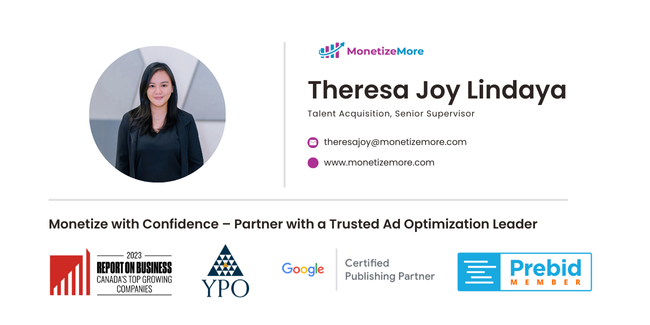 MonetizeMore
Theresa Joy Lindaya
Talent Acquisition, Senior Supervisor
theresajoy@monetizemore.com
www.monetizemore.com
Monetize with Confidence – Partner with a Trusted Ad Optimization Leader
2023
REPORT ON BUSINESS
CANADA'S TOP GROWING
COMPANIES
YPO
Google
Certified
Publishing Partner
Prebid
MEMBER